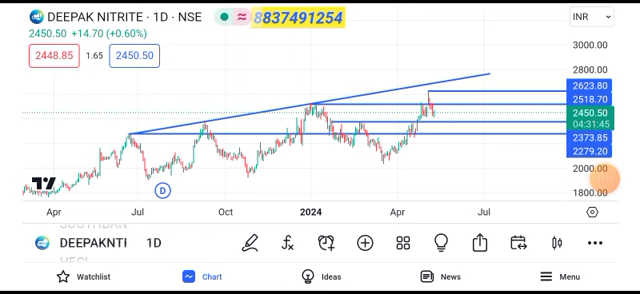 DEEPAK NITRITE · 1D · NSE
8837491254
INR
2450.50 +14.70 (+0.60%)
2448.85 1.65 2450.50
3000.00
2800.00
2623.80
2518.70
2450.50
04:31:45
2373.85
2279.20
2000.00
1800.00
D
Apr Jul Oct 2024 Apr Jul
DEEPAKNTI 1D
Watchlist Chart Ideas News Menu